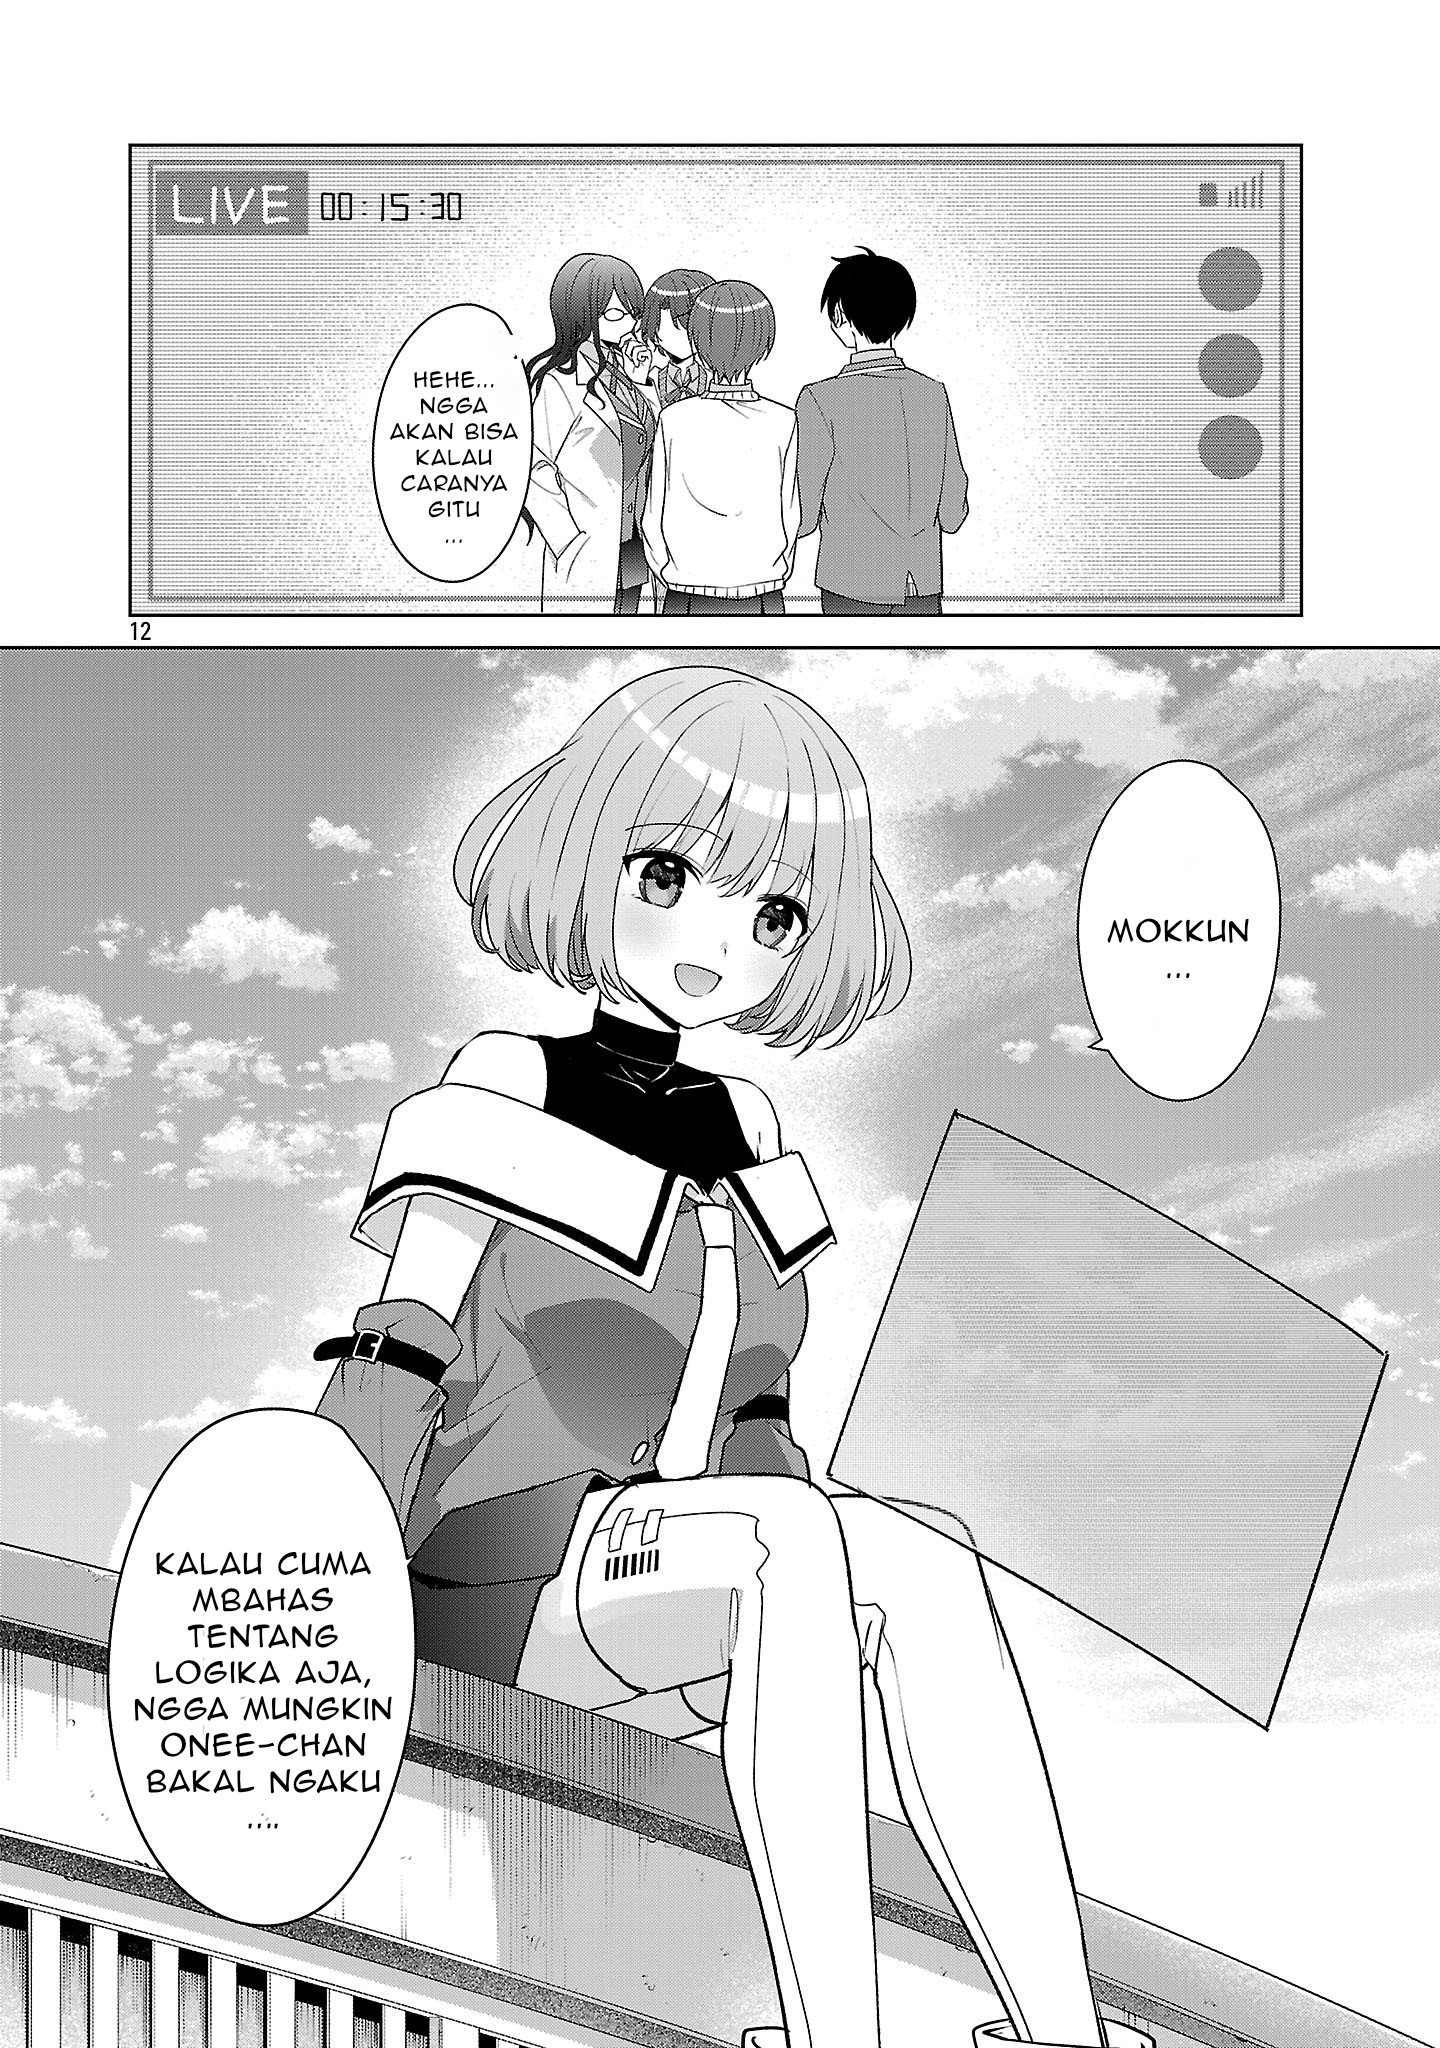 LIVE 00:15:30
HEHE...
NGGA
AKAN BISA
KALAU
CARANYA
GITU
...
12
MOKKUN
...
KALAU CUMA
MBAHAS
TENTANG
LOGIKA AJA,
NGGA MUNGKIN
ONEE-CHAN
BAKAL NGAKU
....